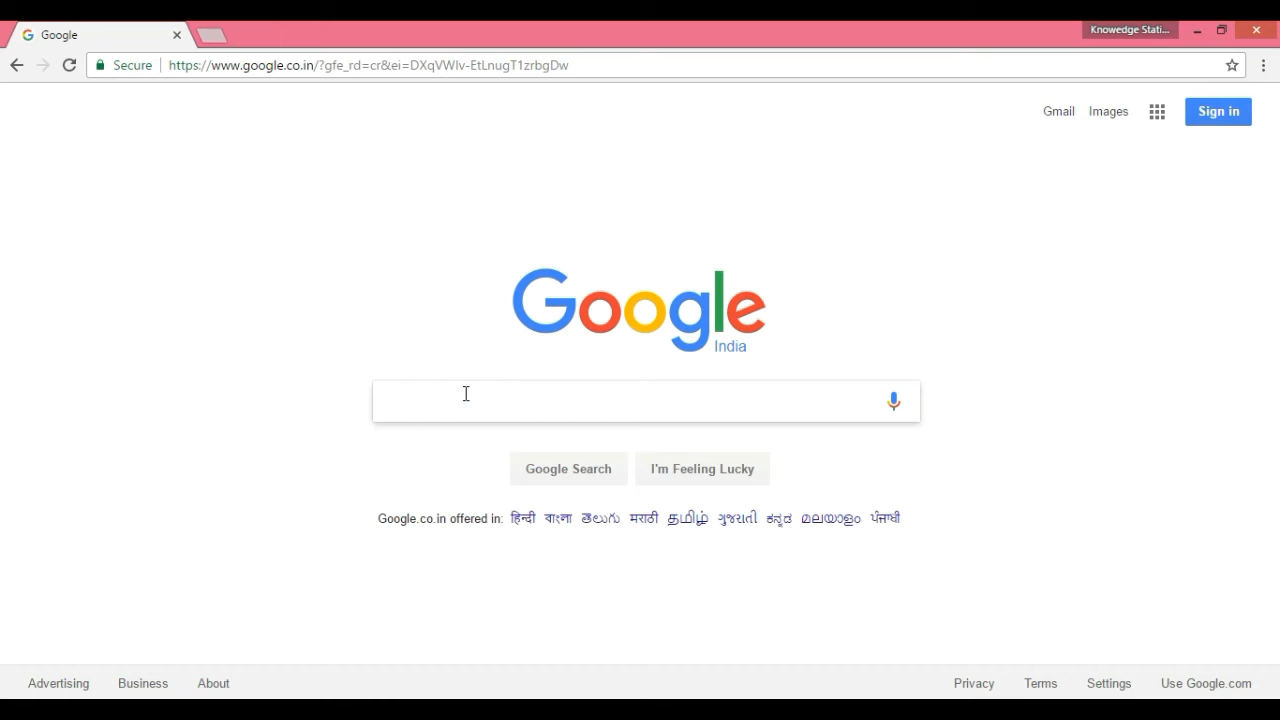 Google
Knowedge Stati...
Secure
https://www.google.co.in/?gfe_rd=cr&ei=DXqVWIv-EtLnugT1zrbgDw
Gmail Images Sign in
Google
India
Google Search I'm Feeling Lucky
Google.co.in offered in: हिन्दी বাংলা తెలుగు मराठी தமிழ் ગુજરાતી ಕನ್ನಡ മലയാളം ਪੰਜਾਬੀ
Advertising Business About Privacy Terms Settings Use Google.com